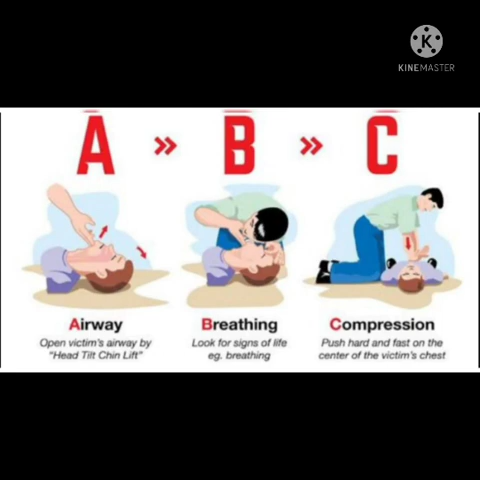 K
KINEMASTER
A » B » C
Airway
Open victim's airway by
"Head Tilt Chin Lift"
Breathing
Look for signs of life
eg. breathing
Compression
Push hard and fast on the
center of the victim's chest